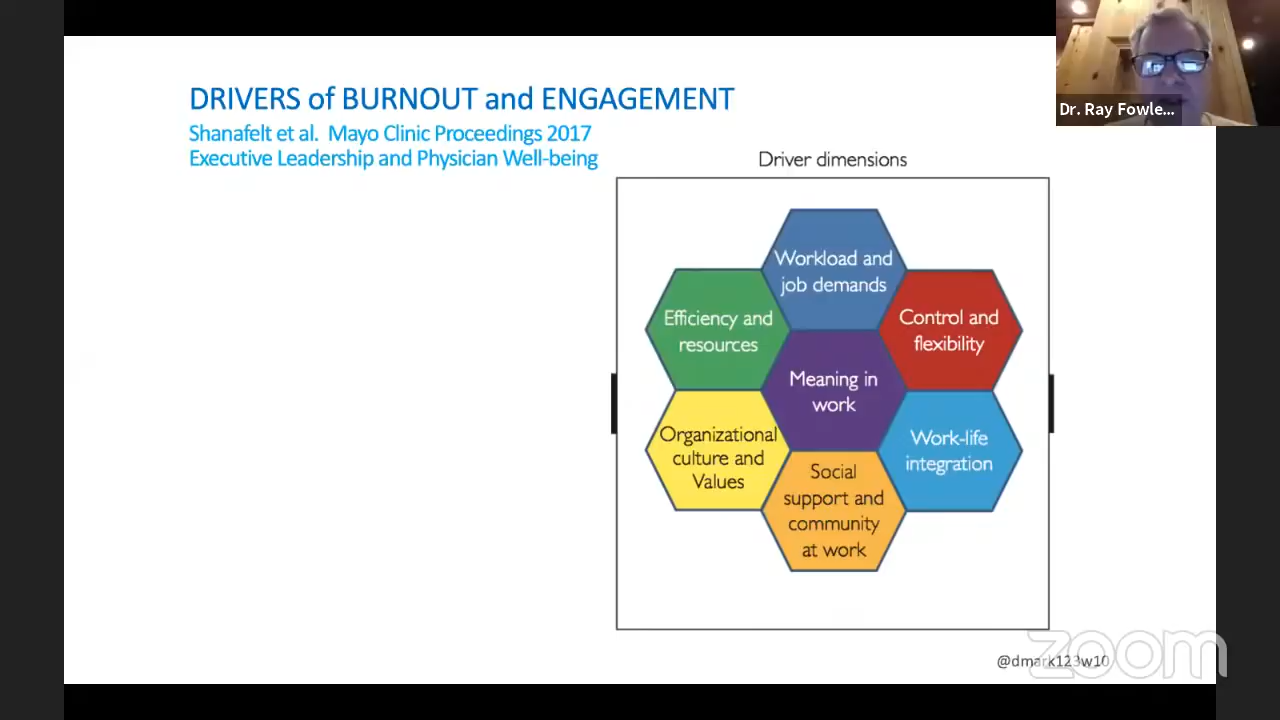 DRIVERS of BURNOUT and ENGAGEMENT
Shanafelt et al. Mayo Clinic Proceedings 2017
Executive Leadership and Physician Well-being
Dr. Ray Fowle...
Driver dimensions
Workload and
job demands
Efficiency and
resources
Control and
flexibility
Meaning in
work
Organizational
culture and
Values
Work-life
integration
Social
support and
community
at work
@dmark123w10
zoom